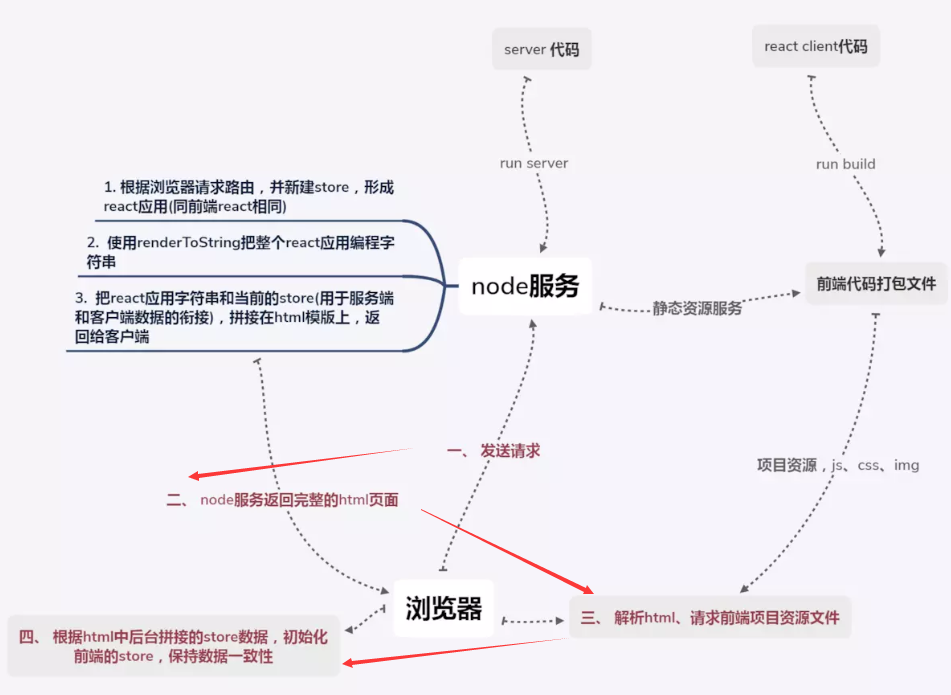 server 代码
react client代码
run server
run build
1. 根据浏览器请求路由，并新建store，形成
react应用(同前端react相同)
2. 使用renderToString把整个react应用编程字
符串
3. 把react应用字符串和当前的store(用于服务端
和客户端数据的衔接)，拼接在html模版上，返
回给客户端
node服务
静态资源服务
前端代码打包文件
一、 发送请求
项目资源，js、css、img
二、 node服务返回完整的html页面
浏览器
三、 解析html、请求前端项目资源文件
四、 根据html中后台拼接的store数据，初始化
前端的store，保持数据一致性